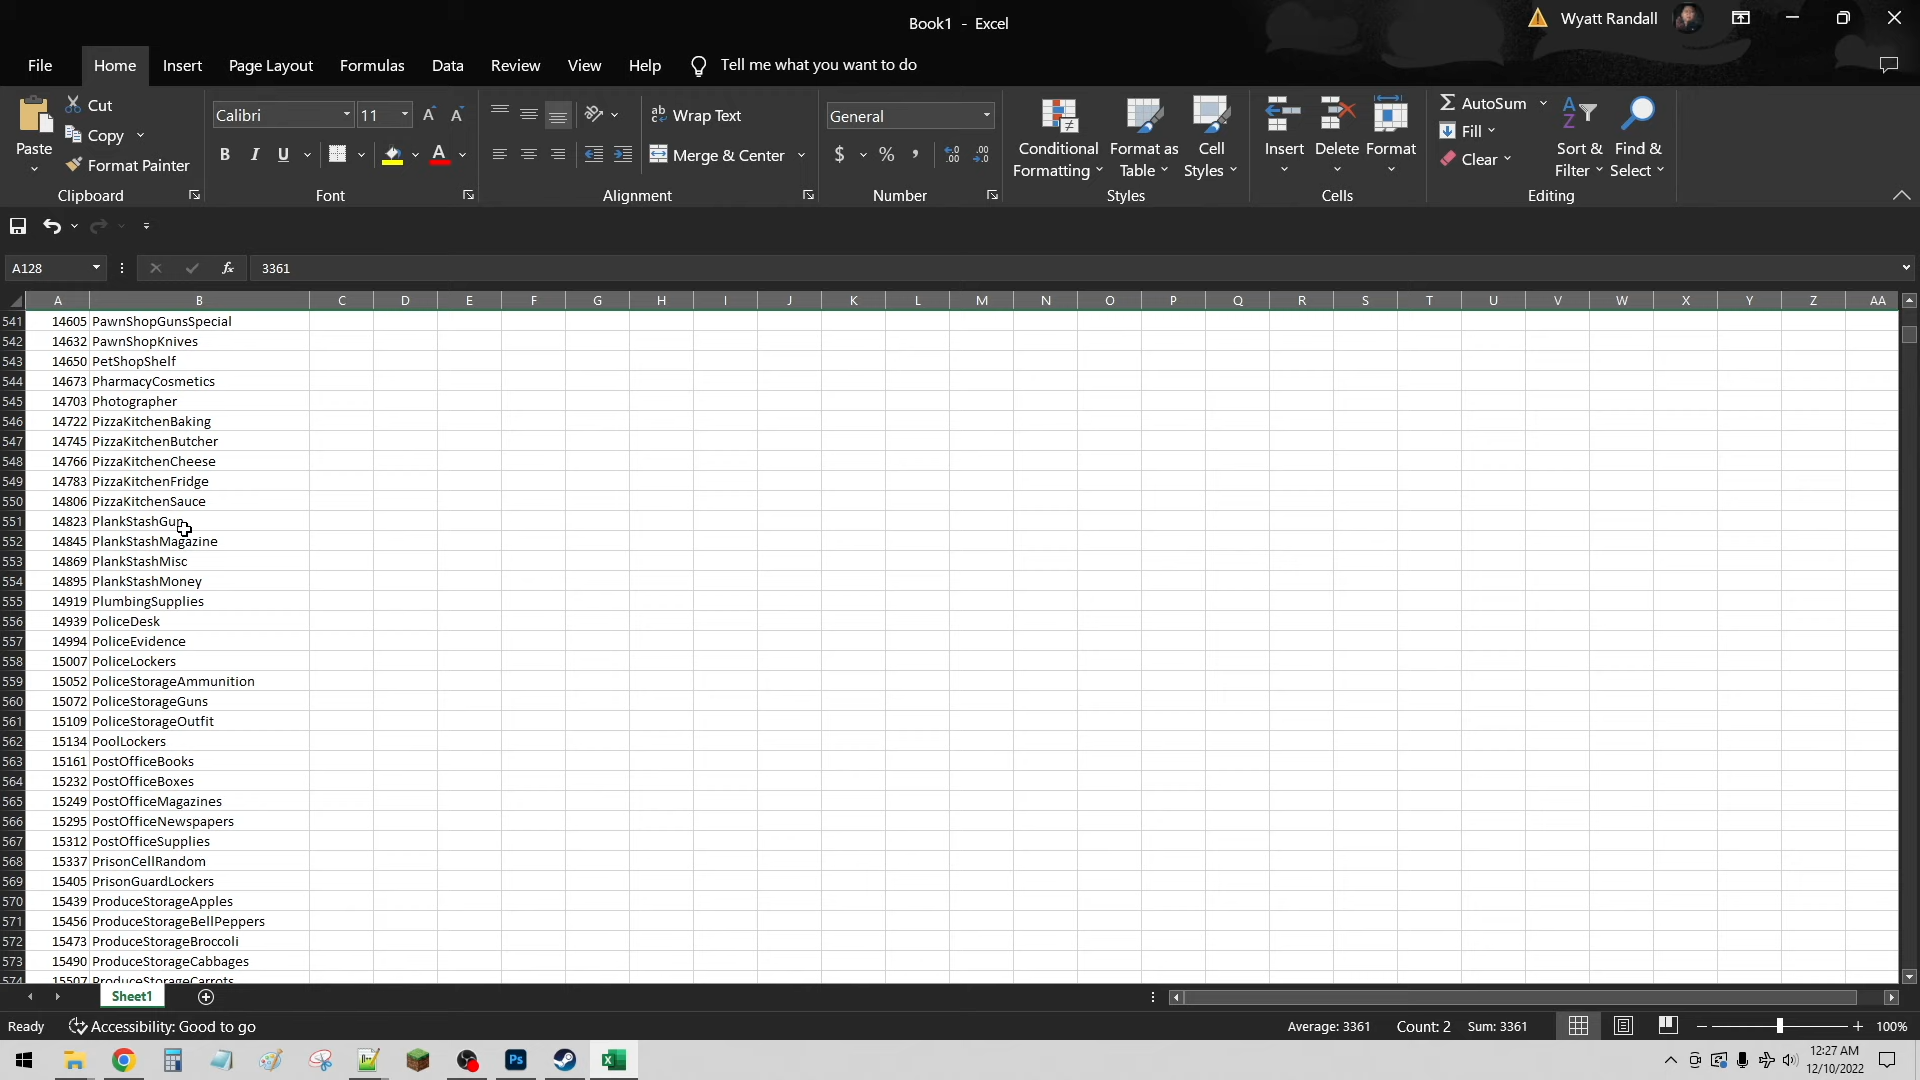 Book1 - Excel
Wyatt Randall
File Home Insert Page Layout Formulas Data Review View Help Tell me what you want to do
Paste
Cut
Copy
Format Painter
Clipboard
Calibri 11
B I U A
Font
ab Wrap Text
Merge & Center
Alignment
General
$ % ,
Number
Conditional Formatting
Format as Table
Cell Styles
Styles
Insert Delete Format
Cells
AutoSum
Fill
Clear
Sort & Filter
Find & Select
Editing
A128 fx 3361
A B C D E F G H I J K L M N O P Q R S T U V W X Y Z AA
541 14605 PawnShopGunsSpecial
542 14632 PawnShopKnives
543 14650 PetShopShelf
544 14673 PharmacyCosmetics
545 14703 Photographer
546 14722 PizzaKitchenBaking
547 14745 PizzaKitchenButcher
548 14766 PizzaKitchenCheese
549 14783 PizzaKitchenFridge
550 14806 PizzaKitchenSauce
551 14823 PlankStashGun
552 14845 PlankStashMagazine
553 14869 PlankStashMisc
554 14895 PlankStashMoney
555 14919 PlumbingSupplies
556 14939 PoliceDesk
557 14994 PoliceEvidence
558 15007 PoliceLockers
559 15052 PoliceStorageAmmunition
560 15072 PoliceStorageGuns
561 15109 PoliceStorageOutfit
562 15134 PoolLockers
563 15161 PostOfficeBooks
564 15232 PostOfficeBoxes
565 15249 PostOfficeMagazines
566 15295 PostOfficeNewspapers
567 15312 PostOfficeSupplies
568 15337 PrisonCellRandom
569 15405 PrisonGuardLockers
570 15439 ProduceStorageApples
571 15456 ProduceStorageBellPeppers
572 15473 ProduceStorageBroccoli
573 15490 ProduceStorageCabbages
574 15507 ProduceStorageCarrots
Sheet1
Ready Accessibility: Good to go Average: 3361 Count: 2 Sum: 3361 100%
12:27 AM
12/10/2022